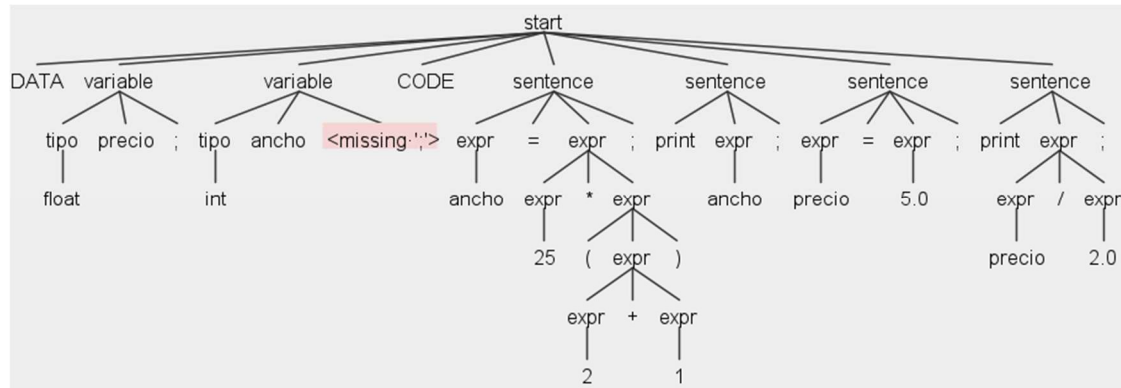 start
DATA variable variable CODE sentence sentence sentence sentence
tipo precio ; tipo ancho <missing·';'> expr = expr ; print expr ; expr = expr ; print expr ;
float int ancho expr * expr ancho precio 5.0 expr / expr
25 ( expr ) precio 2.0
expr + expr
2 1